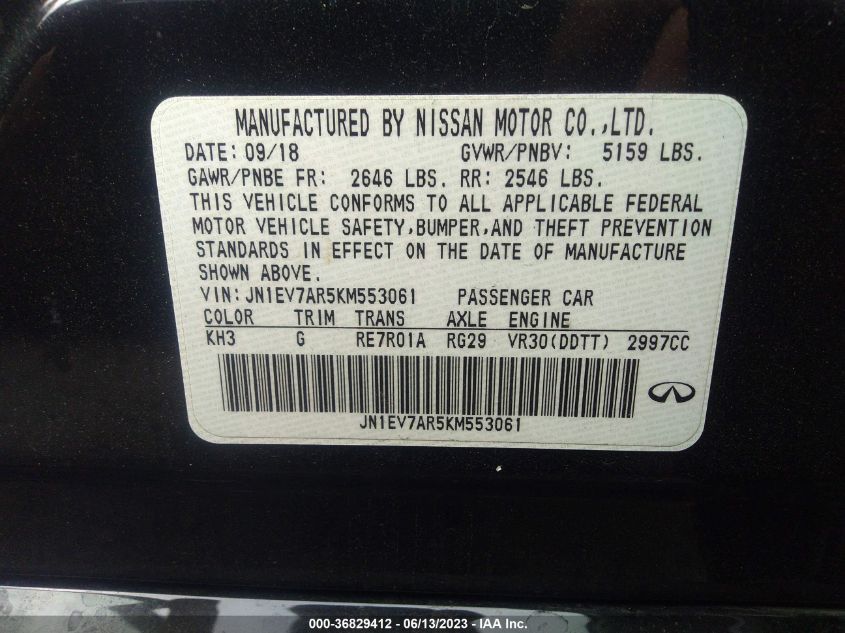 MANUFACTURED BY NISSAN MOTOR CO.,LTD.
DATE: 09/18 GVWR/PNBV: 5159 LBS.
GAWR/PNBE FR: 2646 LBS. RR: 2546 LBS.
THIS VEHICLE CONFORMS TO ALL APPLICABLE FEDERAL
MOTOR VEHICLE SAFETY,BUMPER,AND THEFT PREVENTION
STANDARDS IN EFFECT ON THE DATE OF MANUFACTURE
SHOWN ABOVE.
VIN:JN1EV7AR5KM553061 PASSENGER CAR
COLOR TRIM TRANS AXLE ENGINE
KH3 G RE7R01A RG29 VR30(DDTT) 2997CC
JN1EV7AR5KM553061
000-36829412 - 06/13/2023 - IAA Inc.